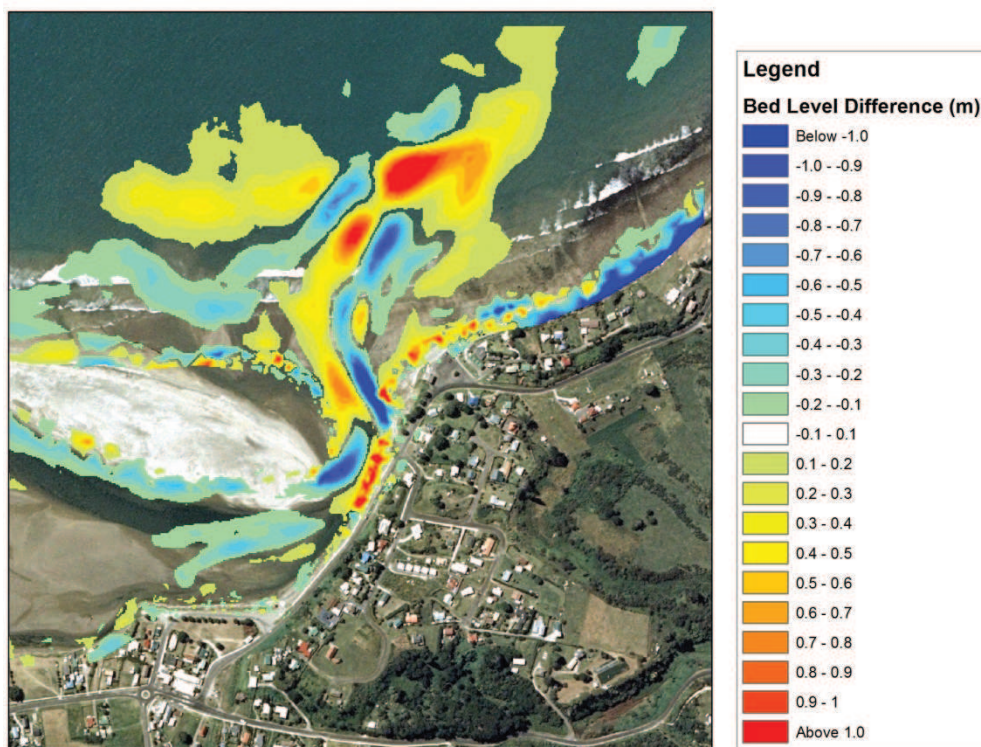 Legend
Bed Level Difference (m)
Below -1.0
-1.0 - -0.9
-0.9 - -0.8
-0.8 - -0.7
-0.7 - -0.6
-0.6 - -0.5
-0.5 - -0.4
-0.4 - -0.3
-0.3 - -0.2
-0.2 - -0.1
-0.1 - 0.1
0.1 - 0.2
0.2 - 0.3
0.3 - 0.4
0.4 - 0.5
0.5 - 0.6
0.6 - 0.7
0.7 - 0.8
0.8 - 0.9
0.9 - 1
Above 1.0